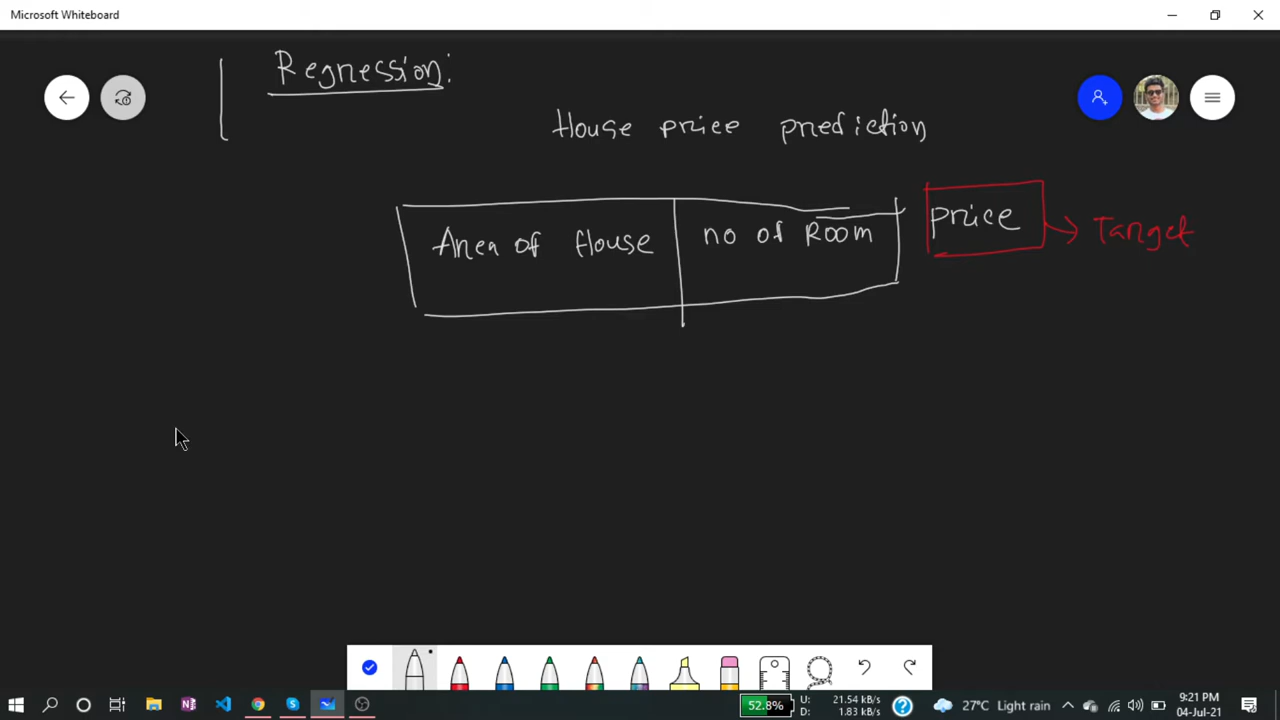 Microsoft Whiteboard
Regression:
House price prediction
Area of House no of Room price Target
52.8% U: 21.54 kB/s
D: 1.83 kB/s
27°C Light rain
9:21 PM
04-Jul-21